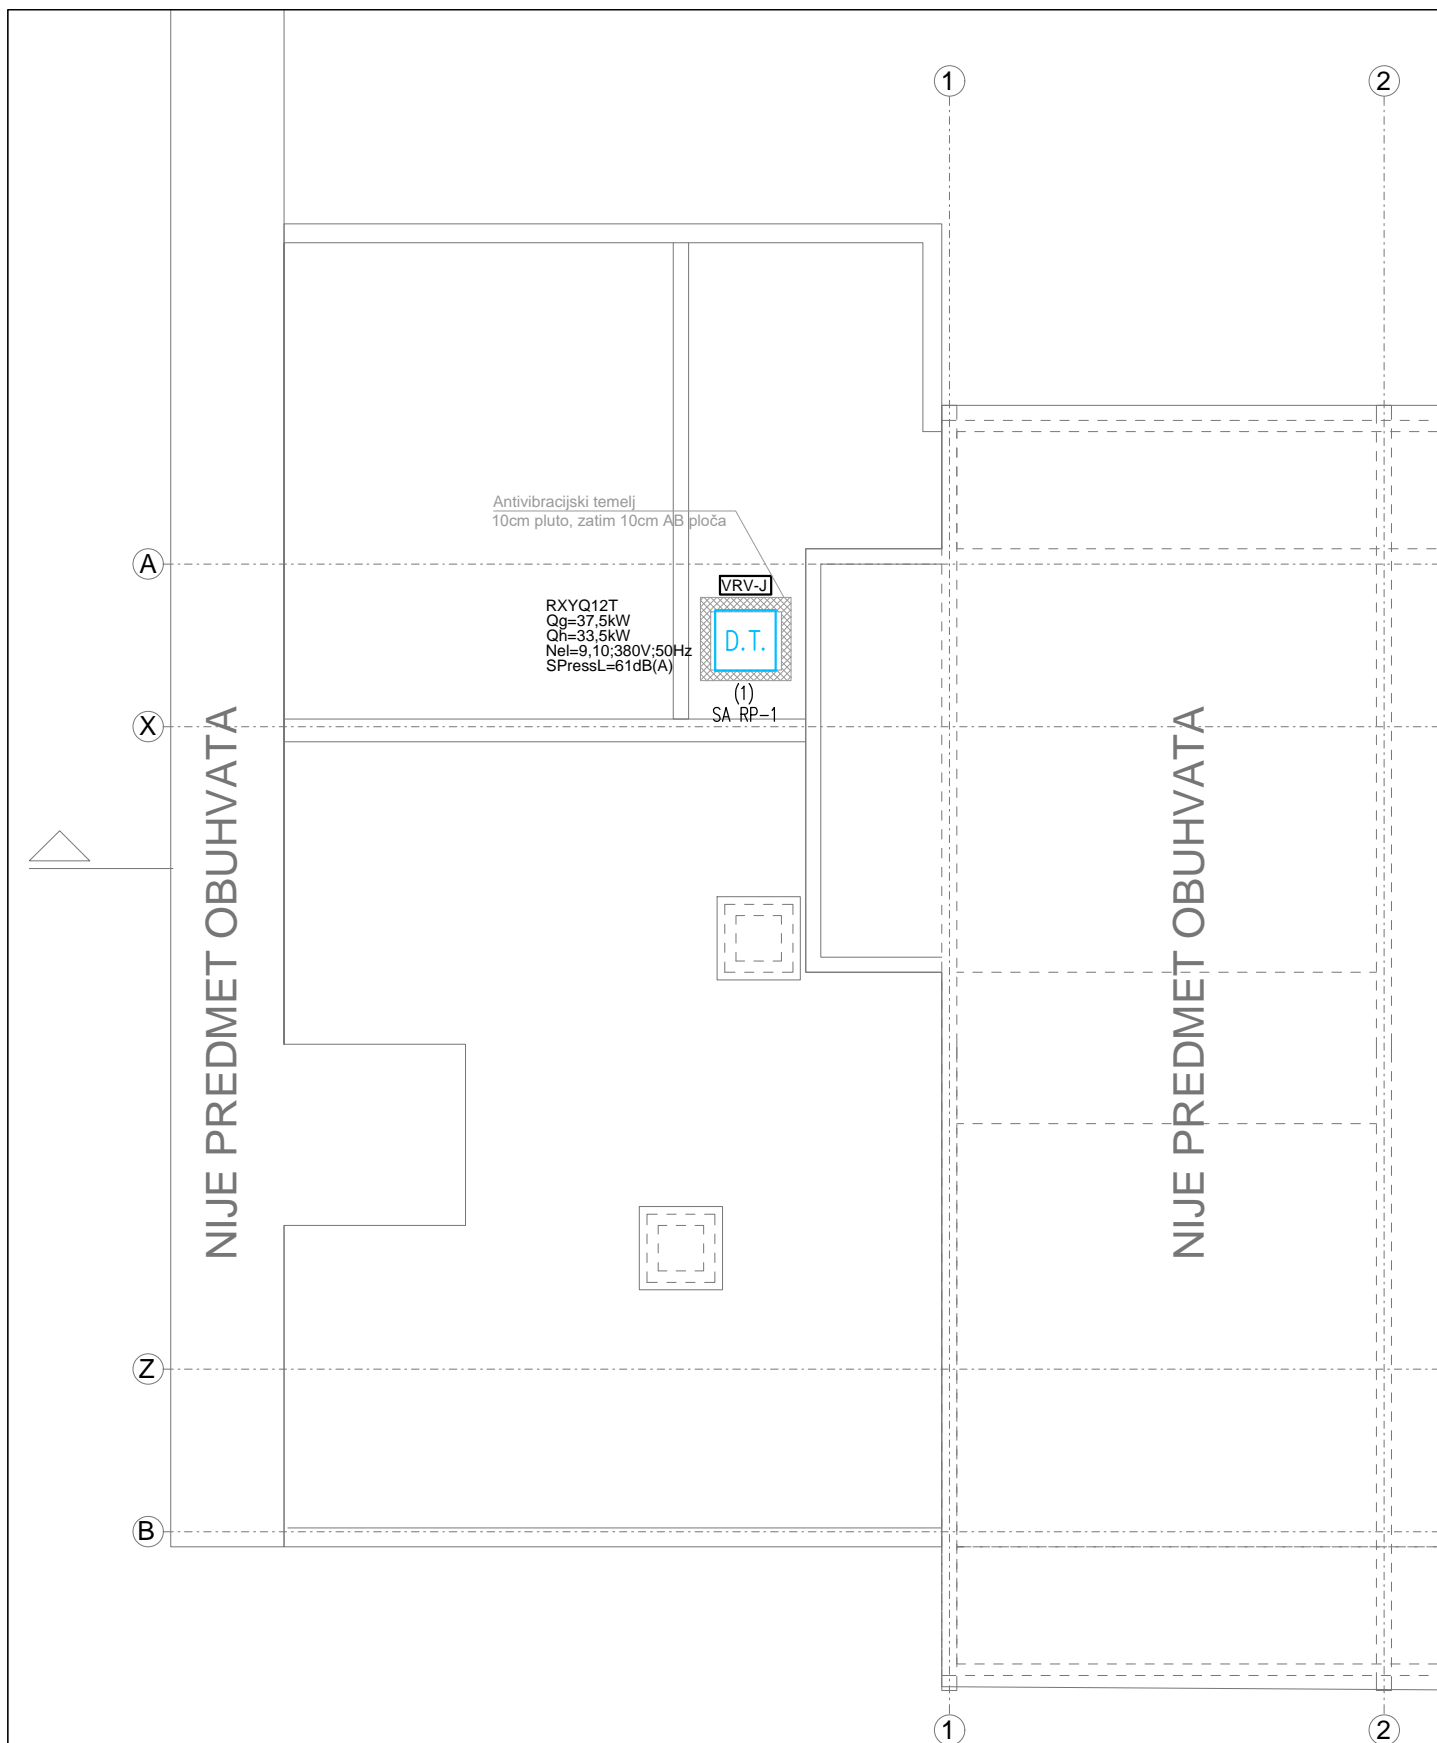 1
2
Antivibracijski temelj
10cm pluto, zatim 10cm AB ploča
A
VRV-J
RXYQ12T
Qg=37,5kW
Qh=33,5kW
Nel=9,10;380V;50Hz
SPressL=61dB(A)
D.T.
(1)
SA RP-1
X
NIJE PREDMET OBUHVATA
NIJE PREDMET OBUHVATA
Z
B
1
2